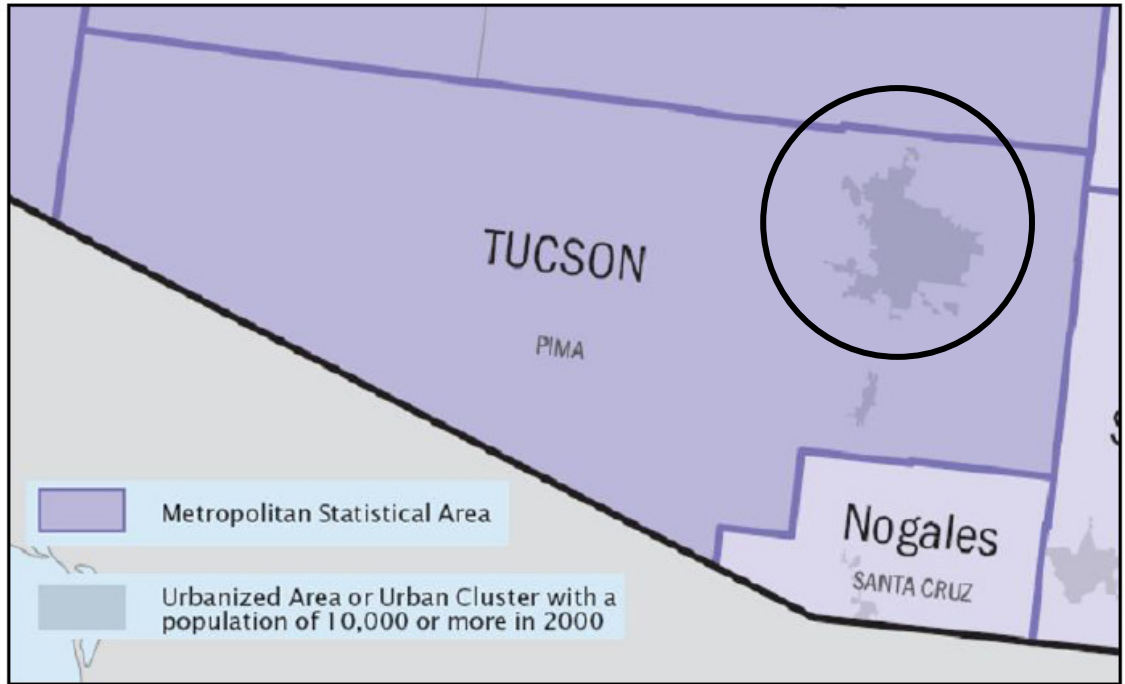 TUCSON
PIMA
Nogales
SANTA CRUZ
Metropolitan Statistical Area
Urbanized Area or Urban Cluster with a
population of 10,000 or more in 2000